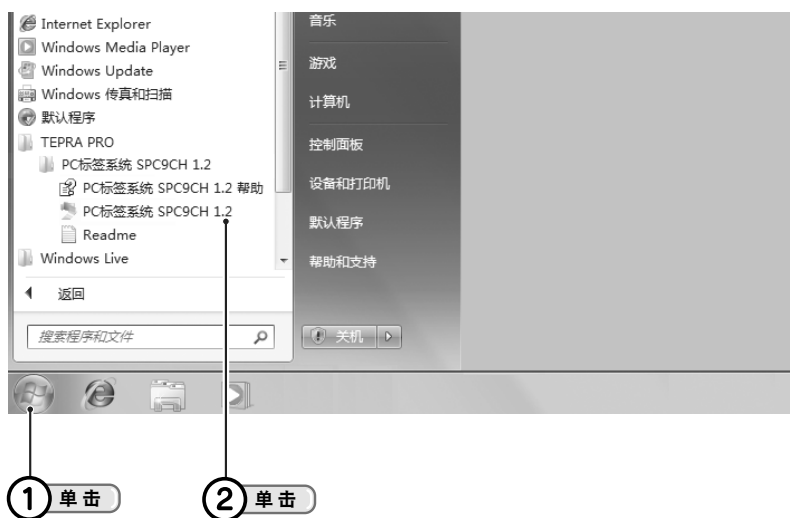 Internet Explorer
Windows Media Player
Windows Update
Windows 传真和扫描
默认程序
TEPRA PRO
PC标签系统 SPC9CH 1.2
PC标签系统 SPC9CH 1.2 帮助
PC标签系统 SPC9CH 1.2
Readme
Windows Live
返回
搜索程序和文件
音乐
游戏
计算机
控制面板
设备和打印机
默认程序
帮助和支持
关机
1 单击
2 单击